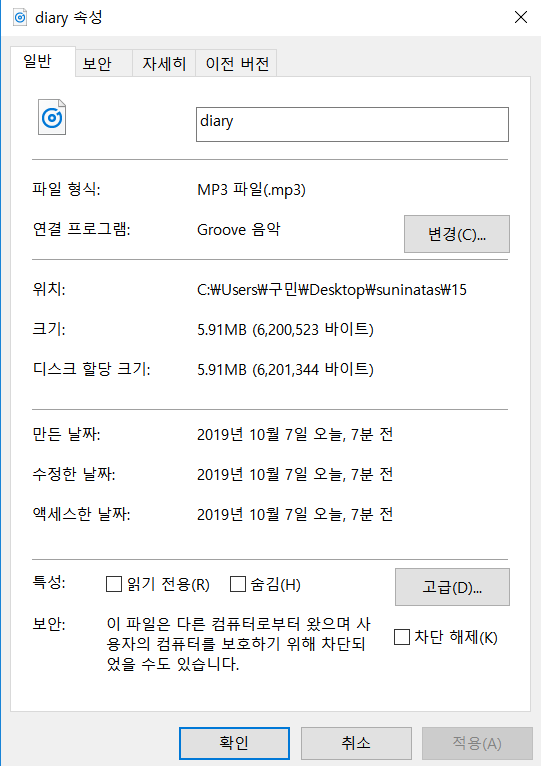 diary 속성
일반 보안 자세히 이전 버전
diary
파일 형식: MP3 파일(.mp3)
연결 프로그램: Groove 음악 변경(C)...
위치: C:₩Users₩구민₩Desktop₩suninatas₩15
크기: 5.91MB (6,200,523 바이트)
디스크 할당 크기: 5.91MB (6,201,344 바이트)
만든 날짜: 2019년 10월 7일 오늘, 7분 전
수정한 날짜: 2019년 10월 7일 오늘, 7분 전
액세스한 날짜: 2019년 10월 7일 오늘, 7분 전
특성: 읽기 전용(R) 숨김(H) 고급(D)...
보안: 이 파일은 다른 컴퓨터로부터 왔으며 사
용자의 컴퓨터를 보호하기 위해 차단되 차단 해제(K)
었을 수도 있습니다.
확인 취소 적용(A)